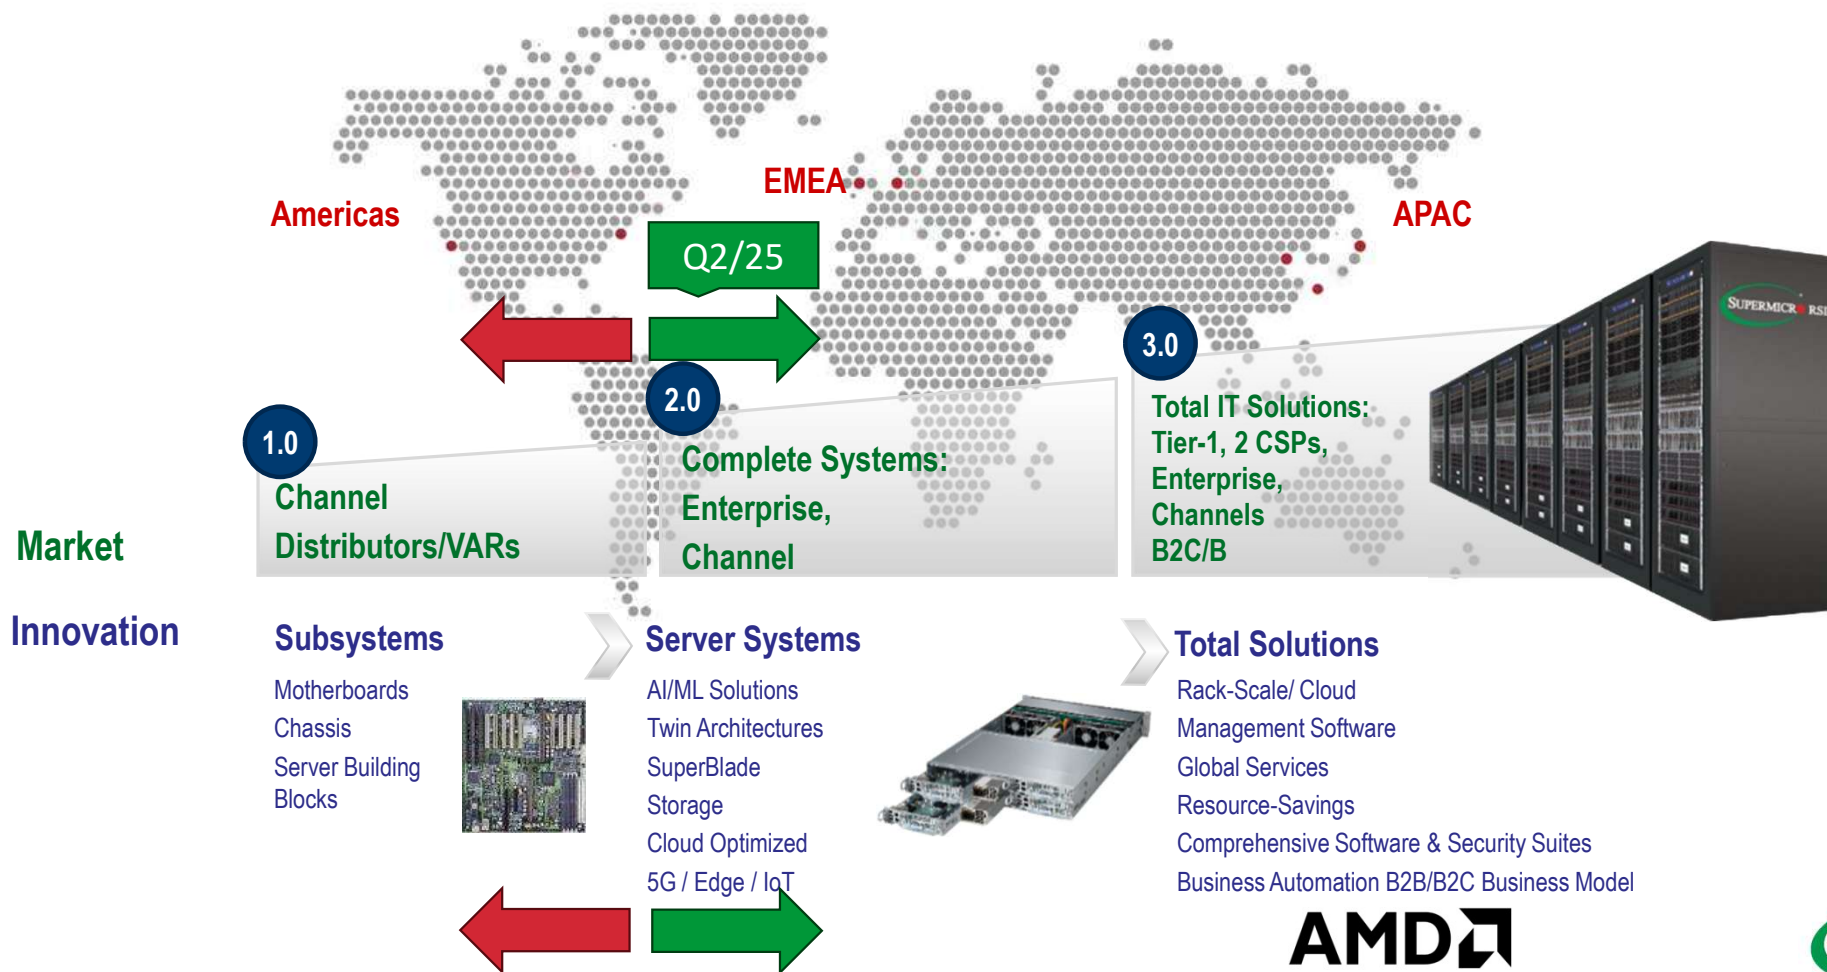 EMEA
Americas
APAC
Q2/25
SUPERMICRO
3.0
2.0
1.0
Total IT Solutions:
Tier-1, 2 CSPs,
Enterprise,
Channels
B2C/B
Complete Systems:
Enterprise,
Channel
Channel
Distributors/VARs
Market
Innovation
Subsystems
Motherboards
Chassis
Server Building
Blocks
Server Systems
AI/ML Solutions
Twin Architectures
SuperBlade
Storage
Cloud Optimized
5G / Edge / IoT
Total Solutions
Rack-Scale/ Cloud
Management Software
Global Services
Resource-Savings
Comprehensive Software & Security Suites
Business Automation B2B/B2C Business Model
AMD